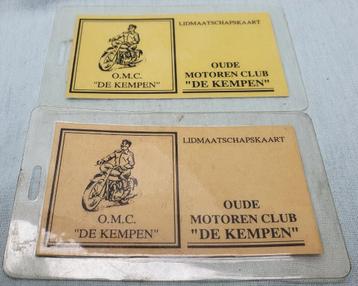 O.M.C.
"DE KEMPEN"
LIDMAATSCHAPSKAART
OUDE
MOTOREN CLUB
"DE KEMPEN"
O.M.C.
"DE KEMPEN"
LIDMAATSCHAPSKAART
OUDE
MOTOREN CLUB
"DE KEMPEN"